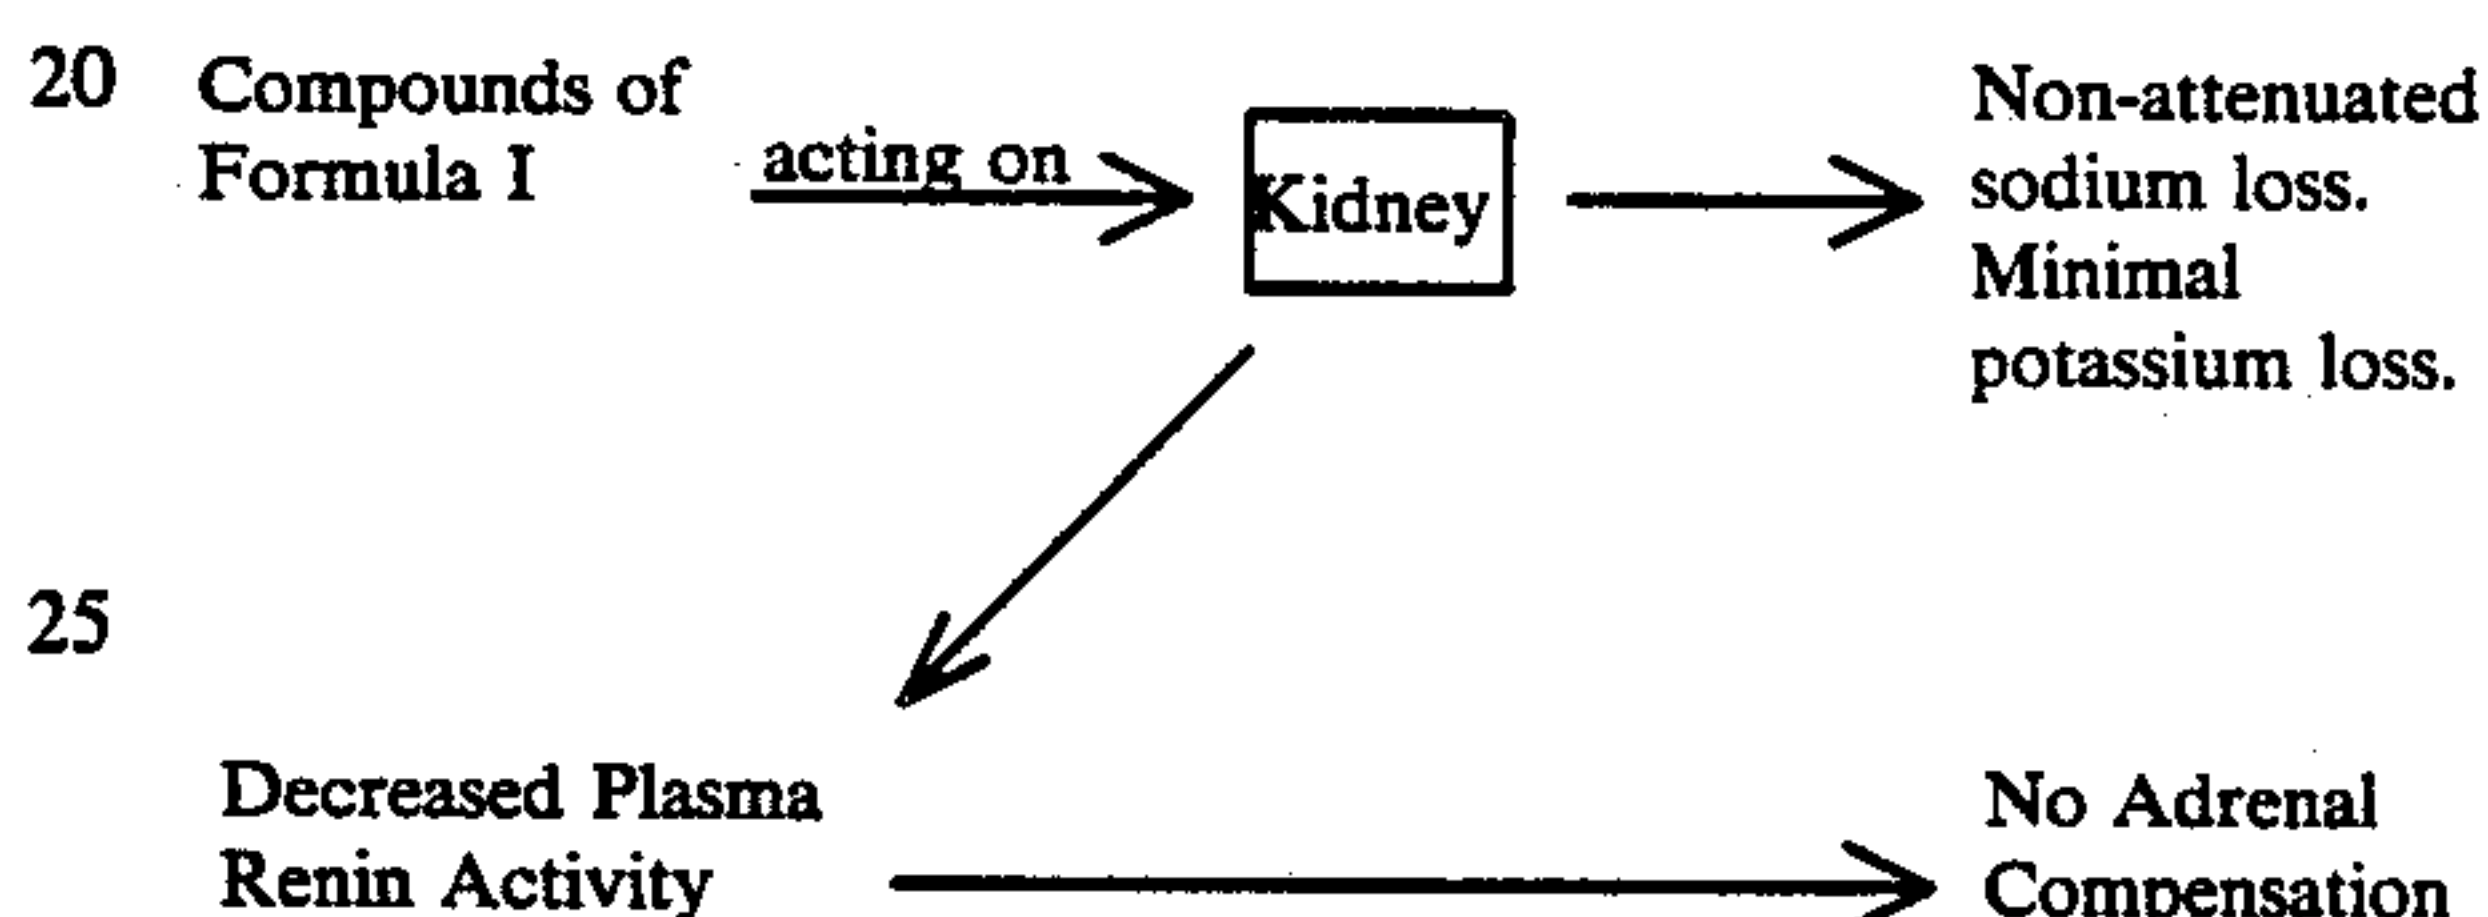 20 Compounds of
Formula I
acting on
Kidney
Non-attenuated
sodium loss.
Minimal
potassium loss.
25
Decreased Plasma
Renin Activity
No Adrenal
Compensation